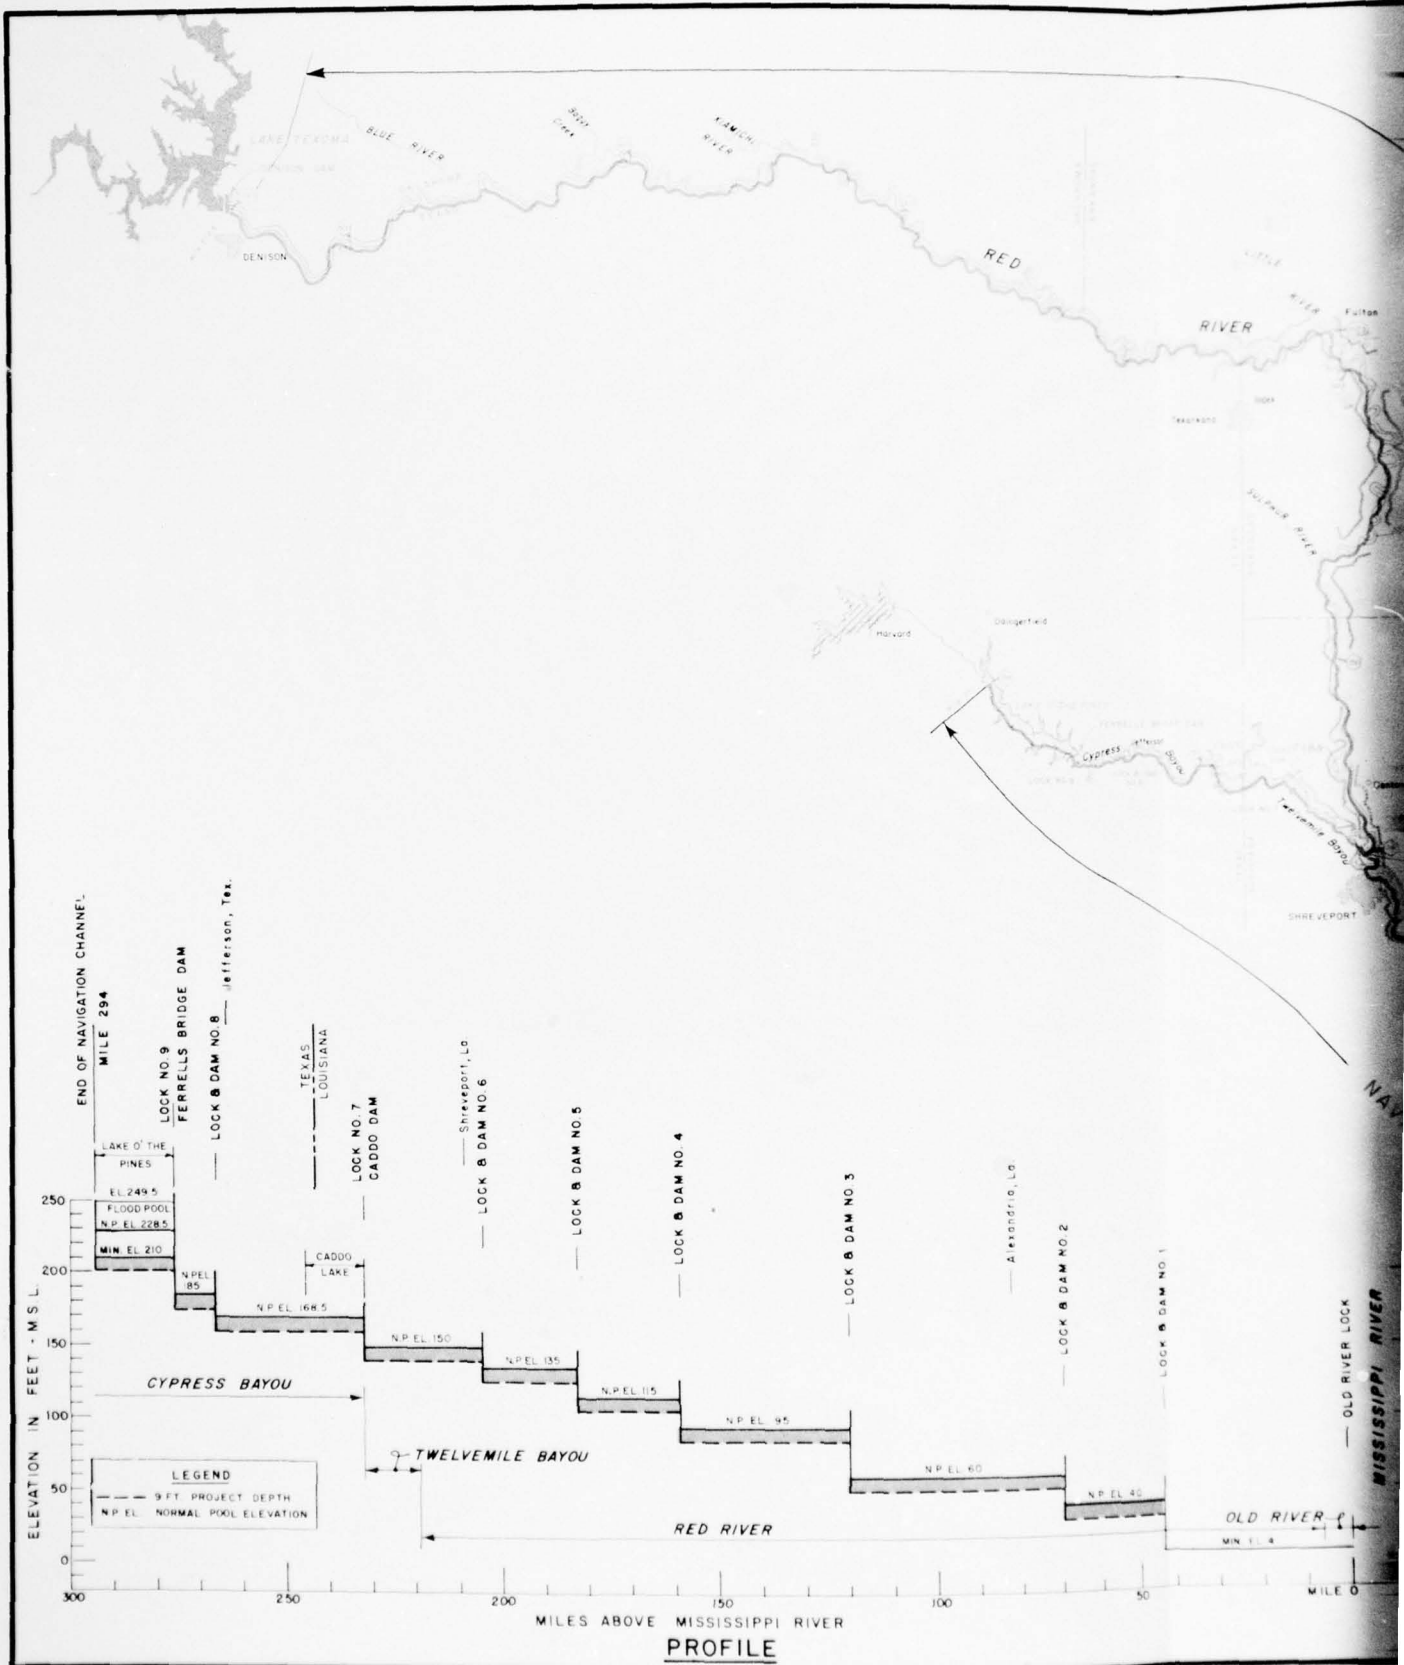 LAKE TEXOMA
BLUE RIVER
Creek
KIAMICHI RIVER
DENISON
RED
RIVER
LITTLE
RIVER
Fulton
Texarkana
SULPHUR RIVER
Daingerfield
Harvard
Cypress Bayou
Jefferson
Twelvemile Bayou
SHREVEPORT
END OF NAVIGATION CHANNEL
MILE 294
LOCK NO. 9
FERRELLS BRIDGE DAM
LOCK & DAM NO. 8
Jefferson, Tex.
TEXAS
LOUISIANA
LOCK NO. 7
CADDO DAM
Shreveport, La.
LOCK & DAM NO. 6
LOCK & DAM NO. 5
LOCK & DAM NO. 4
LOCK & DAM NO. 3
Alexandria, La.
LOCK & DAM NO. 2
LOCK & DAM NO. 1
OLD RIVER LOCK
MISSISSIPPI RIVER
LAKE O' THE
PINES
EL. 249.5
FLOOD POOL
N.P. EL. 228.5
MIN. EL. 210
N.P. EL.
185
N.P. EL. 168.5
CADDO
LAKE
N.P. EL. 150
N.P. EL. 135
N.P. EL. 115
N.P. EL. 95
N.P. EL. 60
N.P. EL. 40
MIN. EL. 4
CYPRESS BAYOU
TWELVEMILE BAYOU
RED RIVER
OLD RIVER
ELEVATION IN FEET - M.S.L.
250
200
150
100
50
0
LEGEND
9 FT. PROJECT DEPTH
N.P. EL. NORMAL POOL ELEVATION
300
250
200
150
100
50
MILE 0
MILES ABOVE MISSISSIPPI RIVER
PROFILE